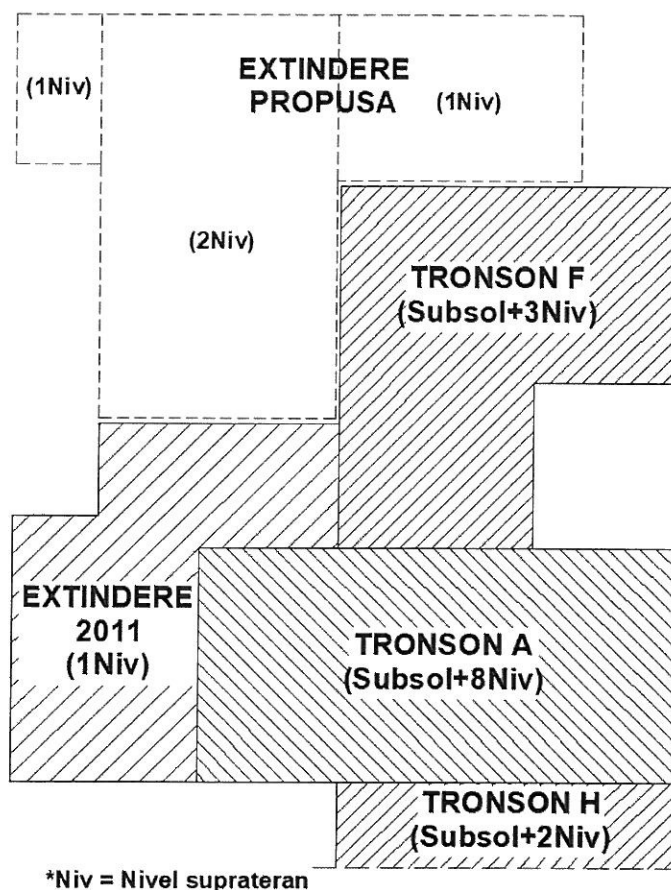 (1Niv)
EXTINDERE
PROPUSA
(1Niv)
(2Niv)
TRONSON F
(Subsol+3Niv)
EXTINDERE
2011
(1Niv)
TRONSON A
(Subsol+8Niv)
TRONSON H
(Subsol+2Niv)
*Niv = Nivel suprateran